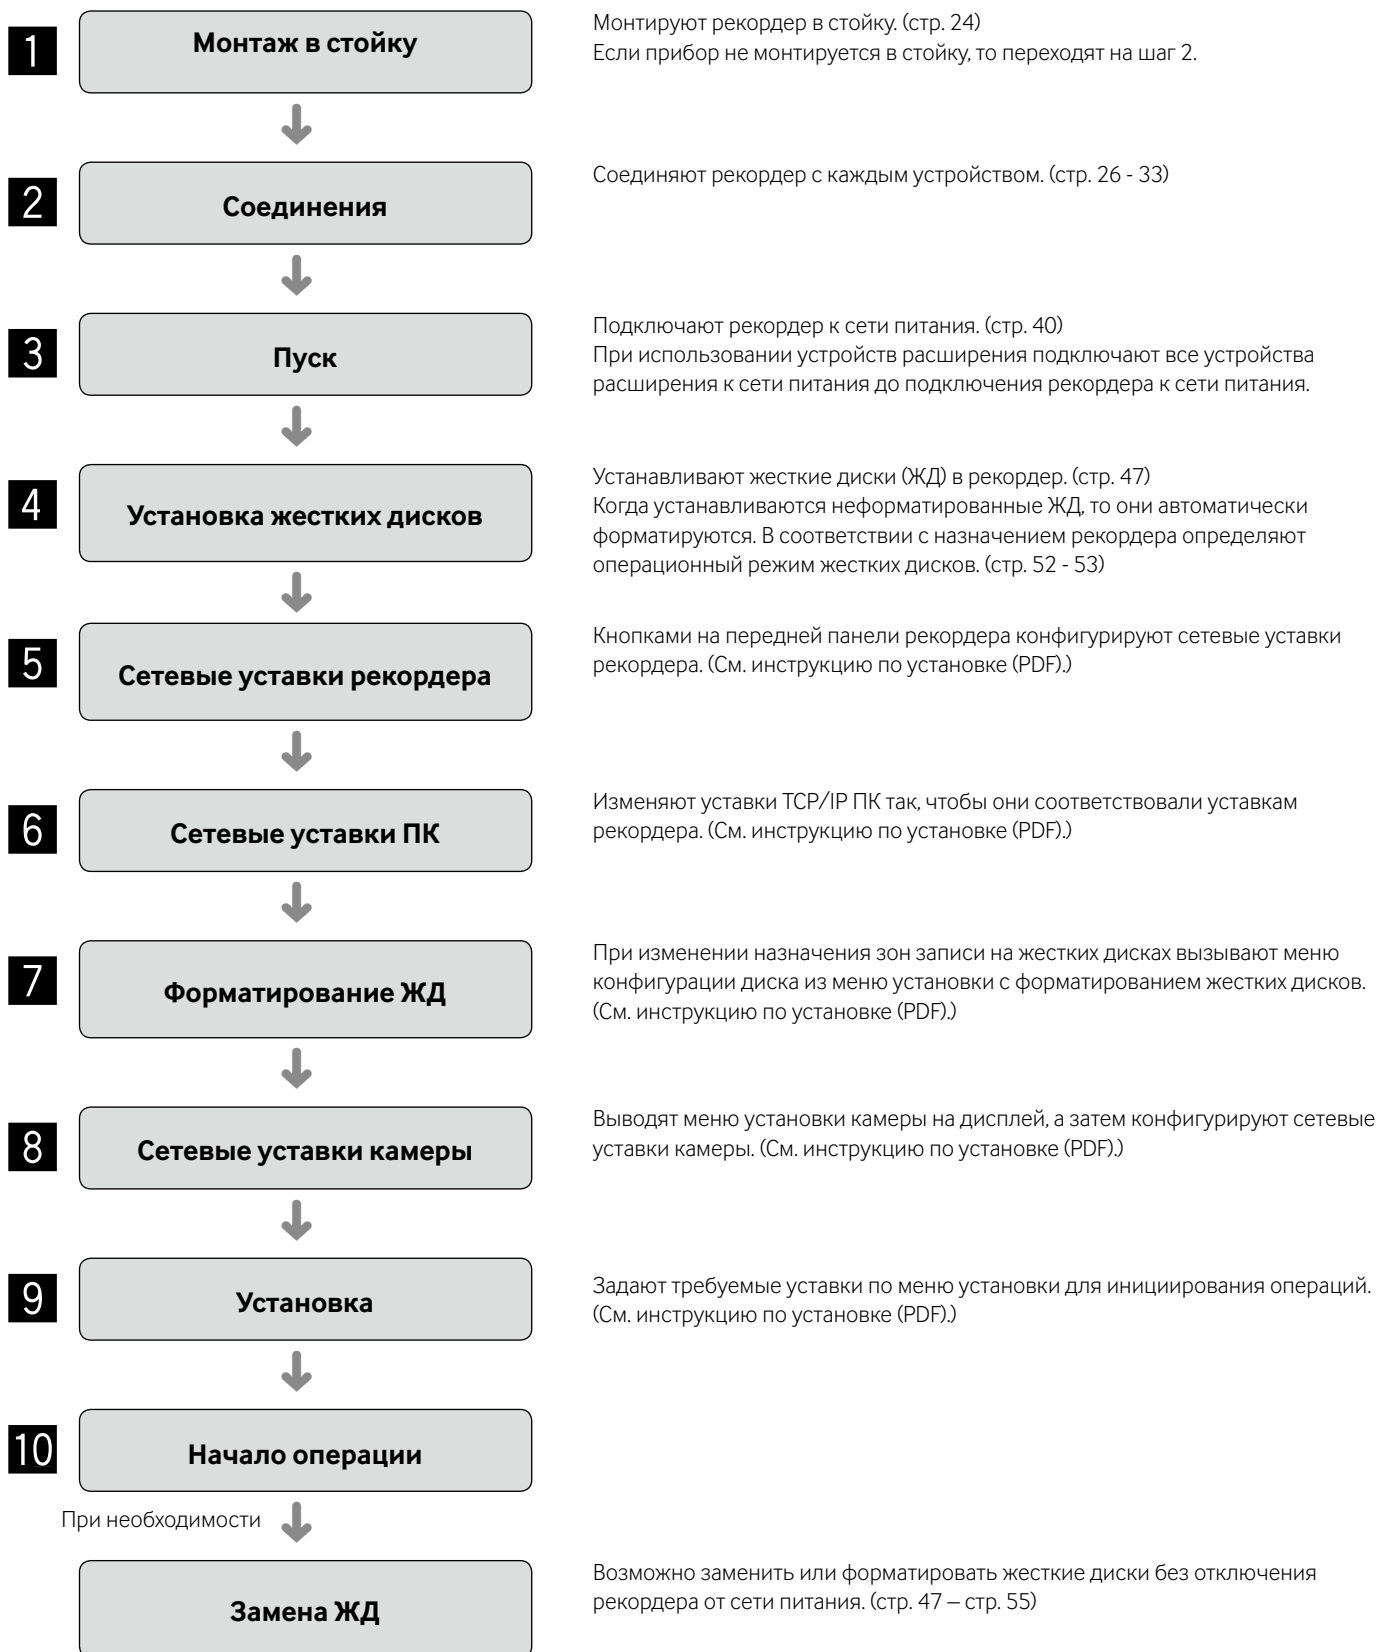 1
Монтаж в стойку
Монтируют рекордер в стойку. (стр. 24)
Если прибор не монтируется в стойку, то переходят на шаг 2.
2
Соединения
Соединяют рекордер с каждым устройством. (стр. 26 - 33)
3
Пуск
Подключают рекордер к сети питания. (стр. 40)
При использовании устройств расширения подключают все устройства
расширения к сети питания до подключения рекордера к сети питания.
4
Установка жестких дисков
Устанавливают жесткие диски (ЖД) в рекордер. (стр. 47)
Когда устанавливаются неформатированные ЖД, то они автоматически
форматируются. В соответствии с назначением рекордера определяют
операционный режим жестких дисков. (стр. 52 - 53)
5
Сетевые уставки рекордера
Кнопками на передней панели рекордера конфигурируют сетевые уставки
рекордера. (См. инструкцию по установке (PDF).)
6
Сетевые уставки ПК
Изменяют уставки TCP/IP ПК так, чтобы они соответствовали уставкам
рекордера. (См. инструкцию по установке (PDF).)
7
Форматирование ЖД
При изменении назначения зон записи на жестких дисках вызывают меню
конфигурации диска из меню установки с форматированием жестких дисков.
(См. инструкцию по установке (PDF).)
8
Сетевые уставки камеры
Выводят меню установки камеры на дисплей, а затем конфигурируют сетевые
уставки камеры. (См. инструкцию по установке (PDF).)
9
Установка
Задают требуемые уставки по меню установки для инициирования операций.
(См. инструкцию по установке (PDF).)
10
Начало операции
При необходимости
Замена ЖД
Возможно заменить или форматировать жесткие диски без отключения
рекордера от сети питания. (стр. 47 – стр. 55)